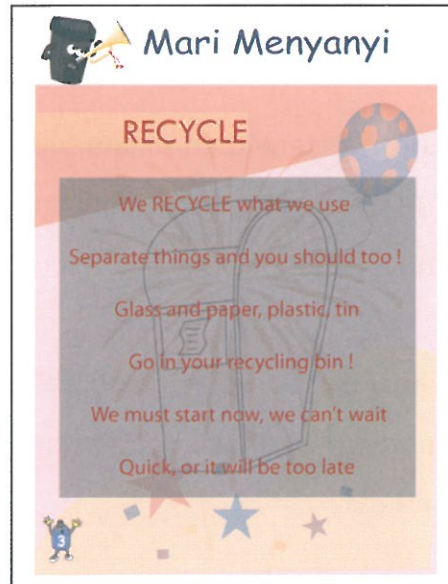 Mari Menyanyi
RECYCLE
We RECYCLE what we use
Separate things and you should too !
Glass and paper, plastic, tin
Go in your recycling bin !
We must start now, we can't wait
Quick, or it will be too late
3